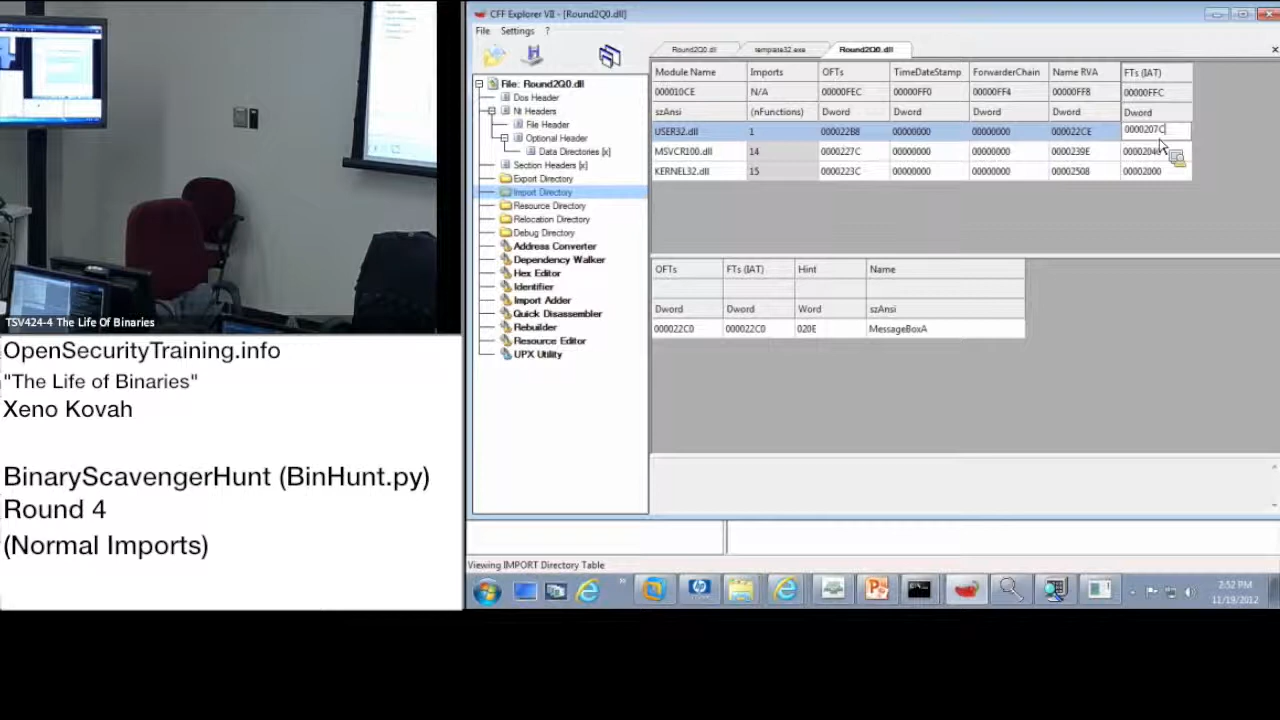 CFF Explorer VII - [Round2Q0.dll]
File Settings ?
Round2Q0.dll template32.exe Round2Q0.dll
File: Round2Q0.dll
Dos Header
Nt Headers
File Header
Optional Header
Data Directories [x]
Section Headers [x]
Export Directory
Import Directory
Resource Directory
Relocation Directory
Debug Directory
Address Converter
Dependency Walker
Hex Editor
Identifier
Import Adder
Quick Disassembler
Rebuilder
Resource Editor
UPX Utility
Module Name Imports OFTs TimeDateStamp ForwarderChain Name RVA FTs (IAT)
000010CE N/A 00000FEC 00000FF0 00000FF4 00000FF8 00000FFC
szAnsi (nFunctions) Dword Dword Dword Dword Dword
USER32.dll 1 000022B8 00000000 00000000 000022CE 0000207C
MSVCR100.dll 14 0000227C 00000000 00000000 0000239E
KERNEL32.dll 15 0000223C 00000000 00000000 00002508 00002000
OFTs FTs (IAT) Hint Name
Dword Dword Word szAnsi
000022C0 000022C0 020E MessageBoxA
Viewing IMPORT Directory Table
2:52 PM
11/19/2012
TSV424-4 The Life Of Binaries
OpenSecurityTraining.info
"The Life of Binaries"
Xeno Kovah
BinaryScavengerHunt (BinHunt.py)
Round 4
(Normal Imports)